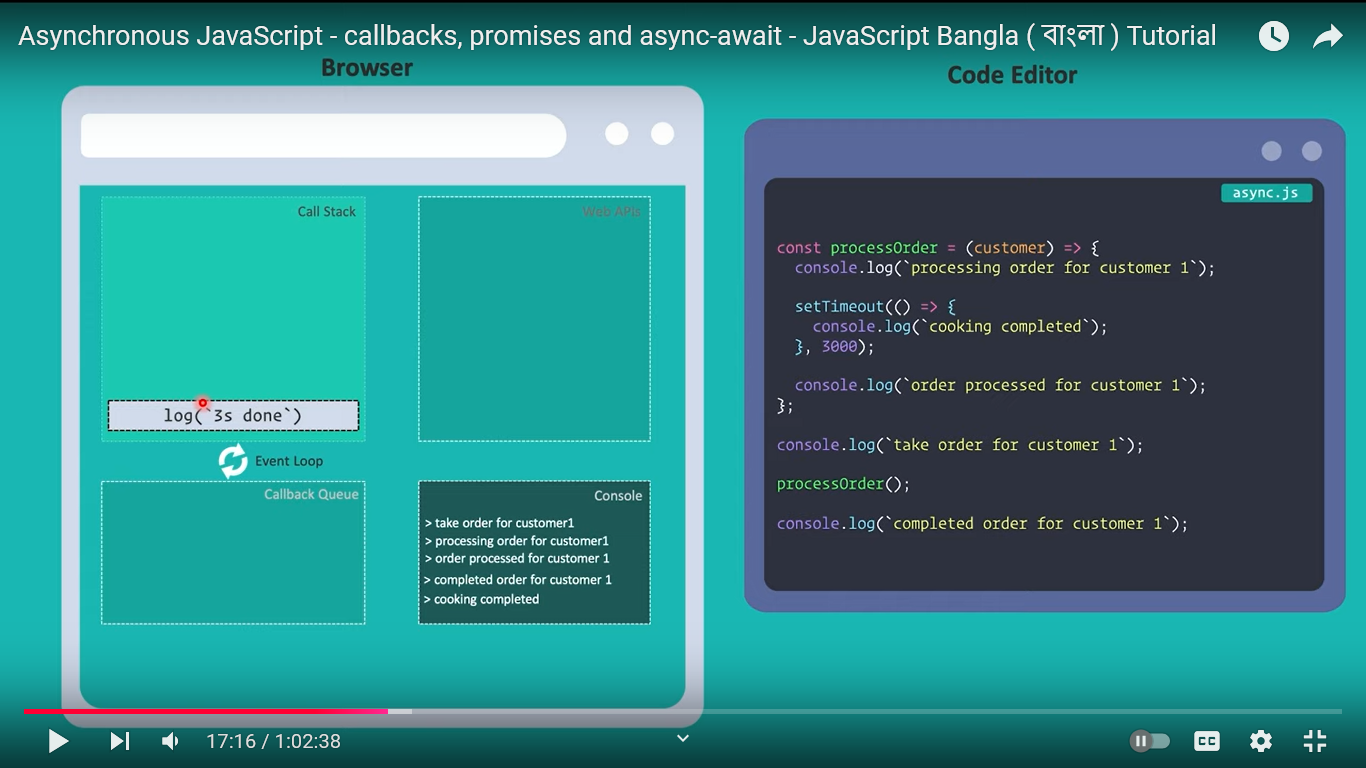 Asynchronous JavaScript - callbacks, promises and async-await - JavaScript Bangla ( বাংলা ) Tutorial
Browser
Call Stack
Web APIs
log(`3s done`)
Event Loop
Callback Queue
Console
> take order for customer1
> processing order for customer1
> order processed for customer 1
> completed order for customer 1
> cooking completed
Code Editor
async.js
const processOrder = (customer) => {
console.log(`processing order for customer 1`);
setTimeout(() => {
console.log(`cooking completed`);
}, 3000);
console.log(`order processed for customer 1`);
};
console.log(`take order for customer 1`);
processOrder();
console.log(`completed order for customer 1`);
17:16 / 1:02:38
CC